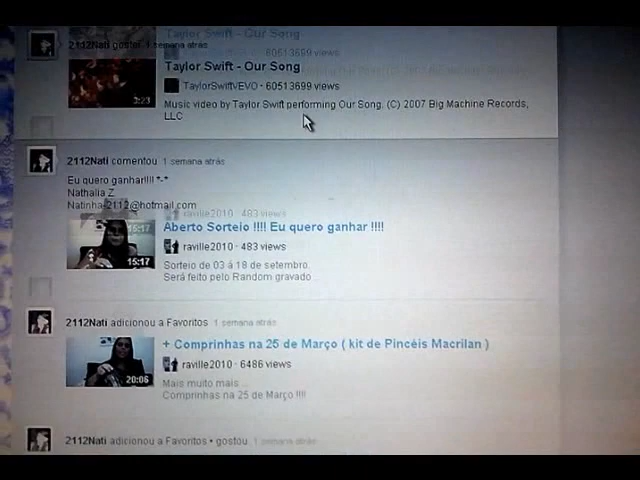 Taylor Swift - Our Song
2112Nati gostou 1 semana atrás
60513699 views
Taylor Swift - Our Song
TaylorSwiftVEVO • 60513699 views
3:23
Music video by Taylor Swift performing Our Song. (C) 2007 Big Machine Records,
LLC
2112Nati comentou 1 semana atrás
Eu quero ganhar!!!! *-*
Nathalia Z
Natinha-2112@hotmail.com
raville2010 · 483 views
15:17
Aberto Sorteio !!!! Eu quero ganhar !!!!
raville2010 · 483 views
15:17
Sorteio de 03 á 18 de setembro.
Será feito pelo Random gravado ...
2112Nati adicionou a Favoritos 1 semana atrás
+ Comprinhas na 25 de Março ( kit de Pincéis Macrilan )
raville2010 · 6486 views
20:06
Mais muito mais ...
Comprinhas na 25 de Março !!!!
2112Nati adicionou a Favoritos • gostou 1 semana atrás